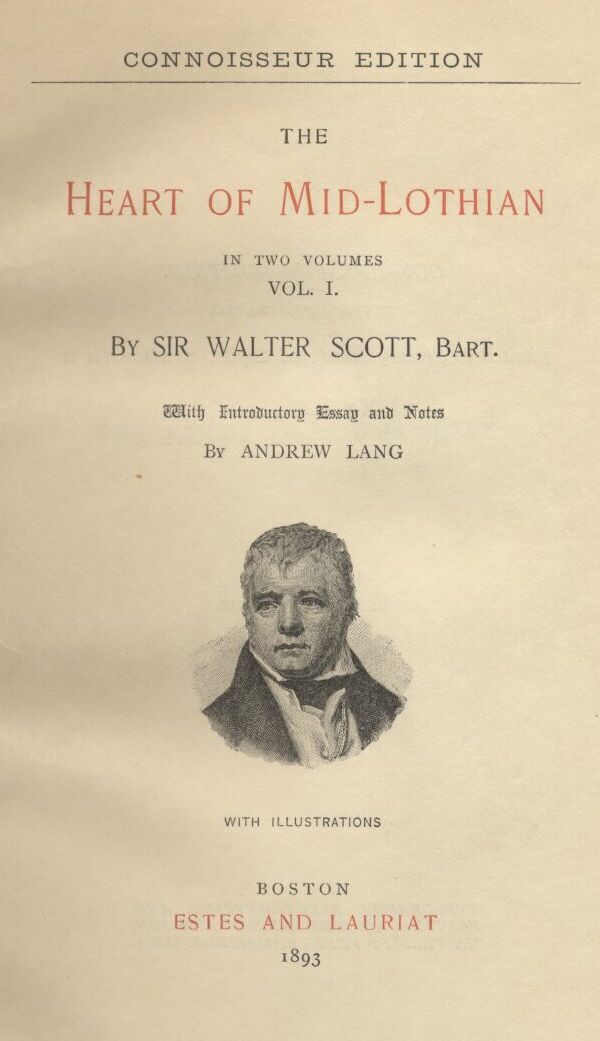 CONNOISSEUR EDITION
THE
HEART OF MID-LOTHIAN
IN TWO VOLUMES
VOL. I.
BY SIR WALTER SCOTT, BART.
With Introductory Essay and Notes
BY ANDREW LANG
WITH ILLUSTRATIONS
BOSTON
ESTES AND LAURIAT
1893